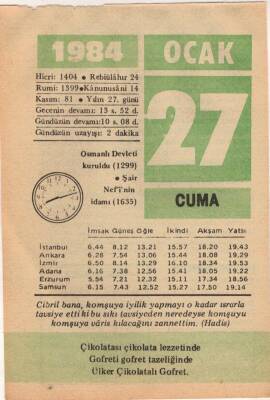 1984 OCAK
Hicri: 1404 • Rebiülâhır 24
Rumi: 1399 • Kânunusâni 14
Kasım: 81 • Yılın 27. günü
Gecenin devamı: 13 s. 52 d.
Gündüzün devamı: 10 s. 08 d.
Gündüzün uzayışı: 2 dakika
27
CUMA
Osmanlı Devleti
kuruldu (1299)
• Şair
Nef'i'nin
idamı (1635)
İmsak Güneş Öğle İkindi Akşam Yatsı
İstanbul 6.44 8.12 13.21 15.57 18.20 19.43
Ankara 6.28 7.54 13.06 15.44 18.08 19.29
İzmir 6.50 8.14 13.29 16.10 18.34 19.53
Adana 6.16 7.38 12.56 15.41 18.05 19.22
Erzurum 5.54 7.21 12.32 15.11 17.34 18.56
Samsun 6.15 7.43 12.52 15.27 17.50 19.14
Cibril bana, komşuya iyilik yapmayı o kadar ısrarla
tavsiye etti ki bu sıkı tavsiyeden neredeyse komşuyu
komşuya vâris kılacağını zannettim. (Hadis)
Çikolatası çikolata lezzetinde
Gofreti gofret tazeliğinde
Ülker Çikolatalı Gofret.